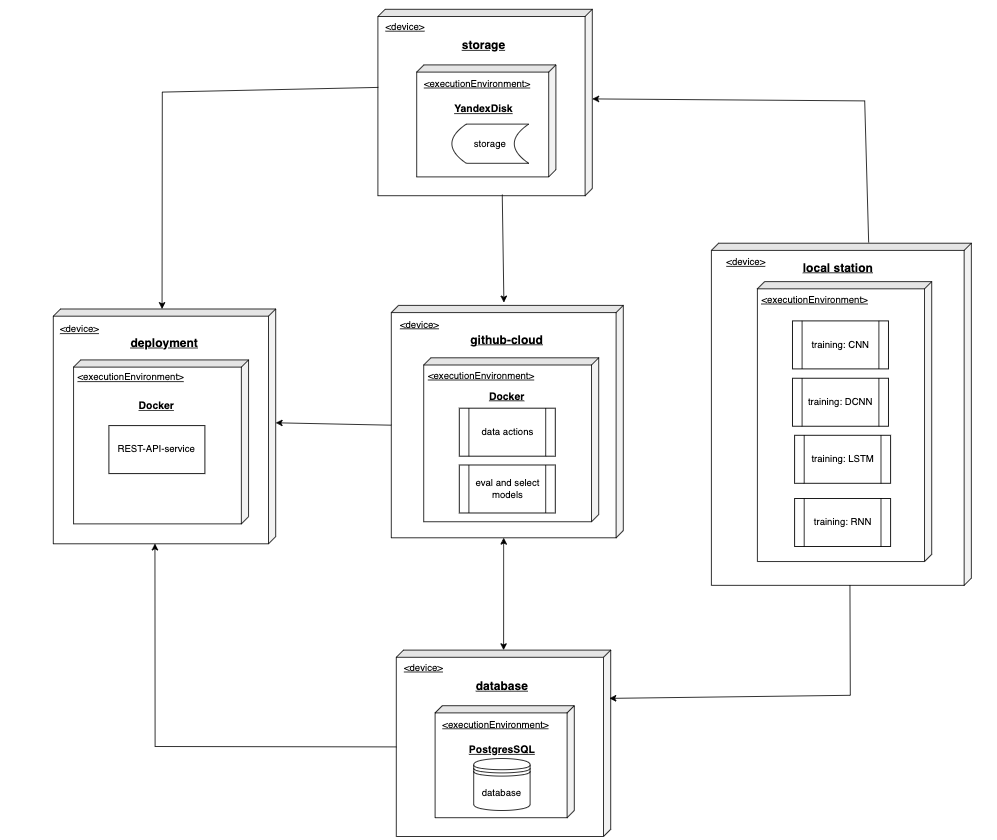 <device>
storage
<executionEnvironment>
YandexDisk
storage
<device>
local station
<executionEnvironment>
training: CNN
training: DCNN
training: LSTM
training: RNN
<device>
deployment
<executionEnvironment>
Docker
REST-API-service
<device>
github-cloud
<executionEnvironment>
Docker
data actions
eval and select
models
<device>
database
<executionEnvironment>
PostgresSQL
database